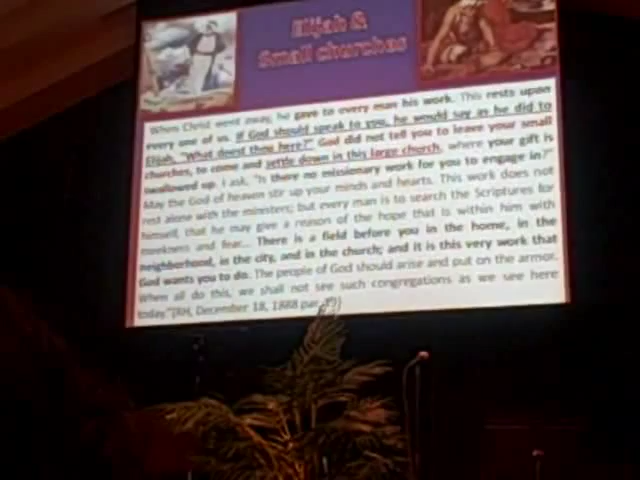 Elijah &
Small churches
When Christ went away, he gave to every man his work. This rests upon
every one of us. If God should speak to you, he would say as he did to
Elijah, "What doest thou here?" God did not tell you to leave your small
churches, to come and settle down in this large church, where your gift is
swallowed up. I ask, "Is there no missionary work for you to engage in?"
May the God of heaven stir up your minds and hearts. This work does not
rest alone with the ministers; but every man is to search the Scriptures for
himself, that he may give a reason of the hope that is within him with
meekness and fear... There is a field before you in the home, in the
neighborhood, in the city, and in the church; and it is this very work that
God wants you to do. The people of God should arise and put on the armor.
When all do this, we shall not see such congregations as we see here
today."{RH, December 18, 1888 par.